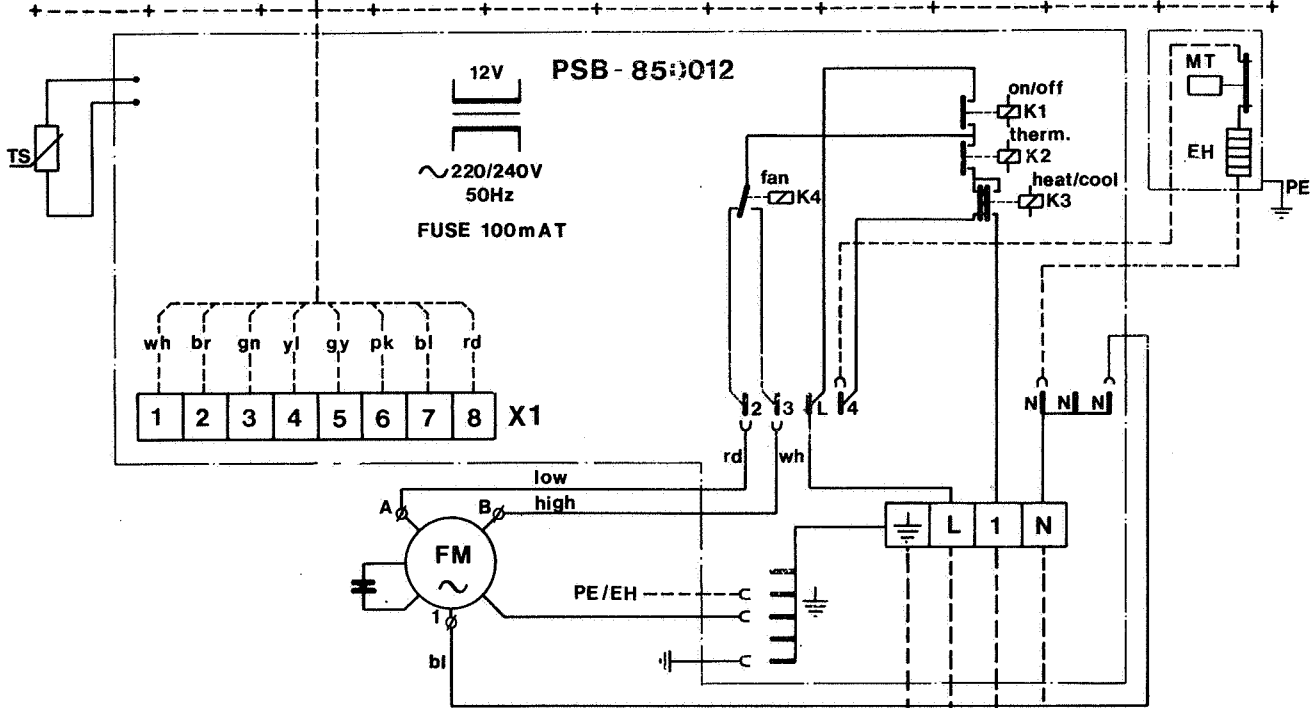 12V
PSB-850012
MT
on/off
K1
therm.
TS
EH
K2
220/240V
fan
heat/cool
PE
50Hz
K4
K3
FUSE 100mAT
wh br gn yl gy pk bl rd
1 2 3 4 5 6 7 8 X1
2 3 L 4
N N N
rd wh
low
A B high
L 1 N
FM
PE/EH
1
bl